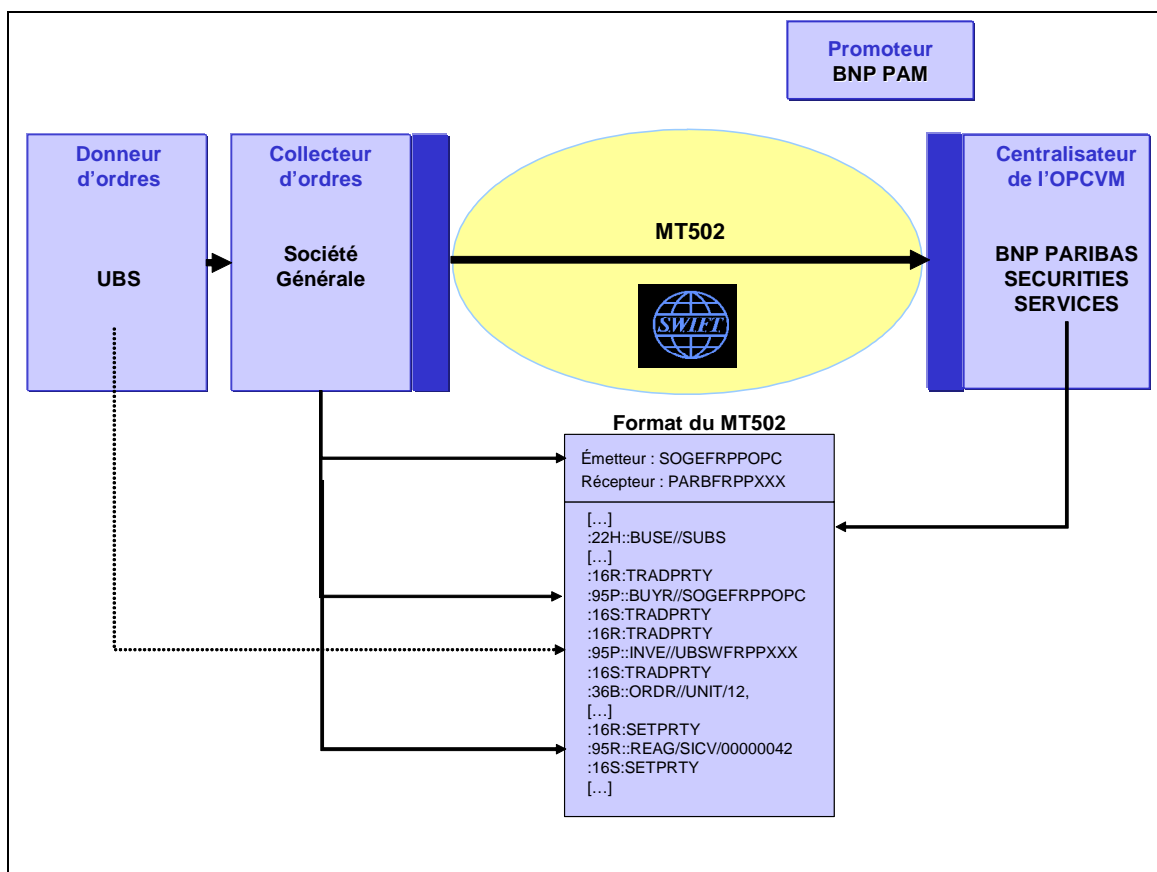 Promoteur
BNP PAM
Donneur
d'ordres
UBS
Collecteur
d'ordres
Société
Générale
MT502
SWIFT
Centralisateur
de l'OPCVM
BNP PARIBAS
SECURITIES
SERVICES
Format du MT502
Émetteur : SOGEFRPPOPC
Récepteur : PARBFRPPXXX
[…]
:22H::BUSE//SUBS
[…]
:16R:TRADPRTY
:95P::BUYR//SOGEFRPPOPC
:16S:TRADPRTY
:16R:TRADPRTY
:95P::INVE//UBSWFRPPXXX
:16S:TRADPRTY
:36B::ORDR//UNIT/12,
[…]
:16R:SETPRTY
:95R::REAG/SICV/00000042
:16S:SETPRTY
[…]